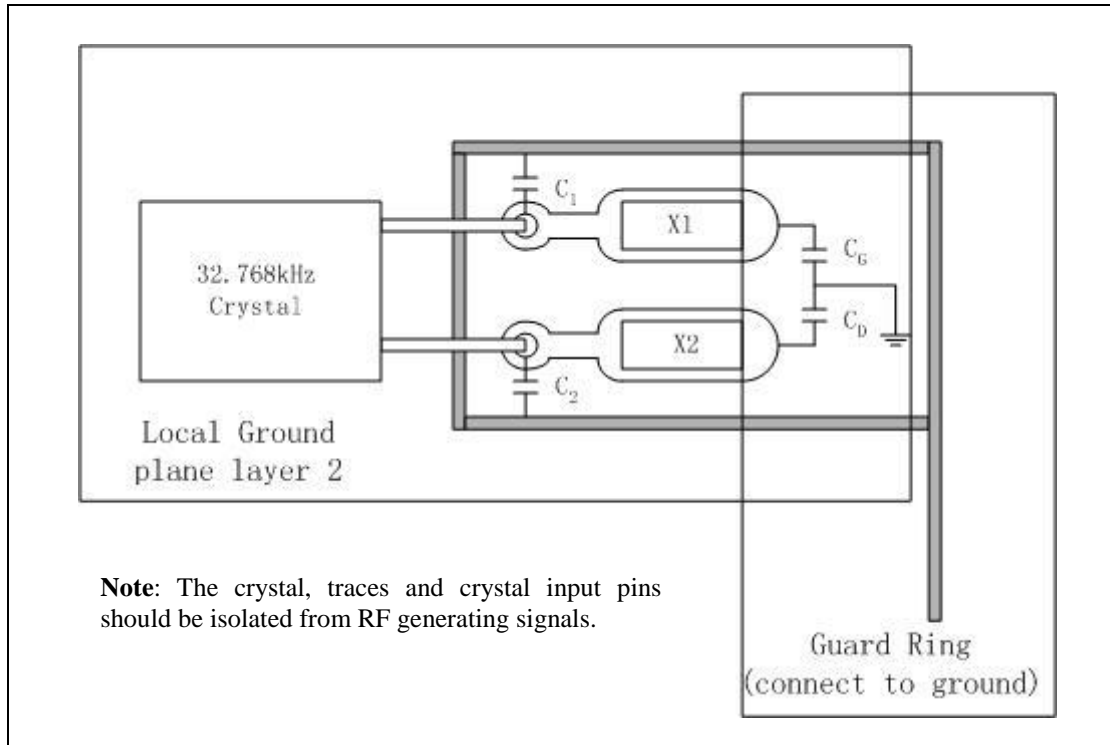 C1
X1
32.768kHz
Crystal
CG
CD
X2
C2
Local Ground
plane layer 2
Note: The crystal, traces and crystal input pins
should be isolated from RF generating signals.
Guard Ring
(connect to ground)